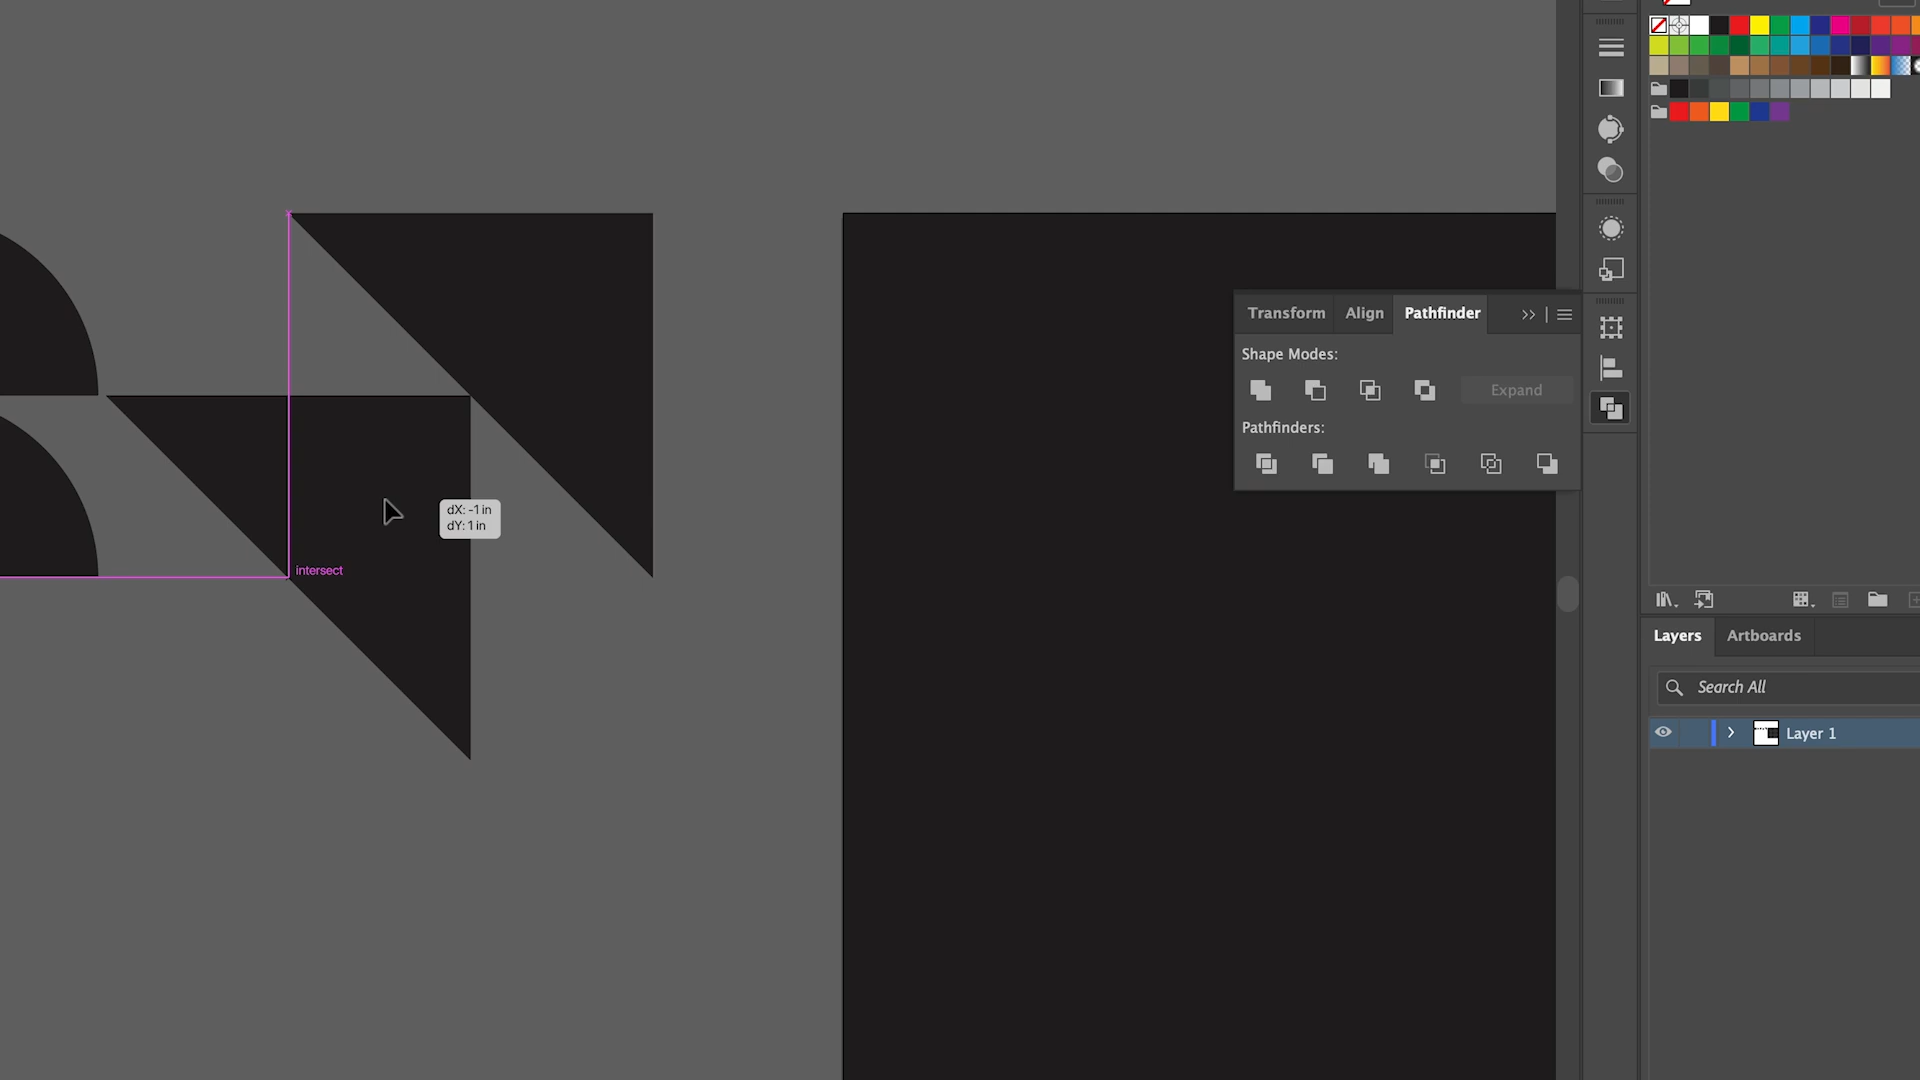 Transform Align Pathfinder
Shape Modes:
Expand
Pathfinders:
dX: -1 in
dY: 1 in
intersect
Layers Artboards
Search All
Layer 1